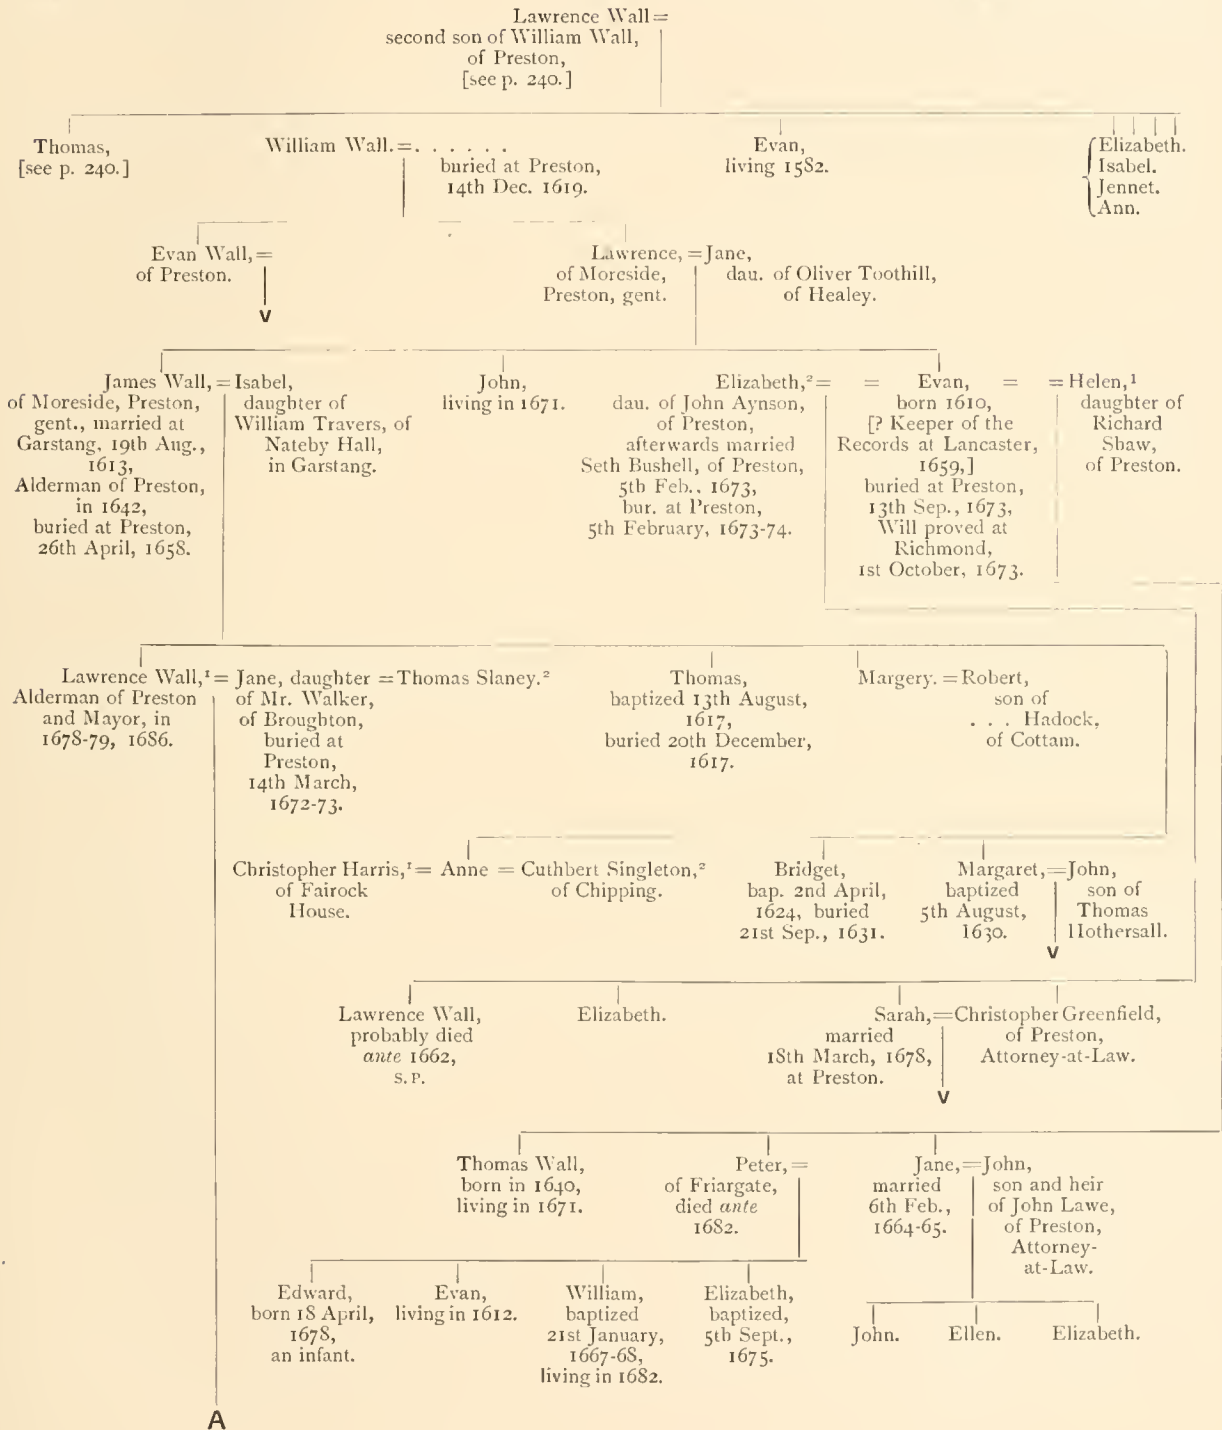 Lawrence Wall =
second son of William Wall,
of Preston,
[see p. 240.]
Thomas,
[see p. 240.]
William Wall. = . . . . . .
buried at Preston,
14th Dec. 1619.
Evan,
living 1582.
Elizabeth.
Isabel.
Jennet.
Ann.
Evan Wall, =
of Preston.
V
Lawrence, = Jane,
of Moreside,
Preston, gent.
dau. of Oliver Toothill,
of Healey.
James Wall, = Isabel,
of Moreside, Preston,
gent., married at
Garstang, 19th Aug.,
1613,
Alderman of Preston,
in 1642,
buried at Preston,
26th April, 1658.
daughter of
William Travers, of
Nateby Hall,
in Garstang.
John,
living in 1671.
Elizabeth,² =
dau. of John Aynson,
of Preston,
afterwards married
Seth Bushell, of Preston,
5th Feb., 1673,
bur. at Preston,
5th February, 1673-74.
= Evan, =
born 1610,
[? Keeper of the
Records at Lancaster,
1659,]
buried at Preston,
13th Sep., 1673,
Will proved at
Richmond,
1st October, 1673.
= Helen,¹
daughter of
Richard
Shaw,
of Preston.
Lawrence Wall,¹ = Jane, daughter = Thomas Slaney.²
Alderman of Preston
and Mayor, in
1678-79, 1686.
of Mr. Walker,
of Broughton,
buried at
Preston,
14th March,
1672-73.
Thomas,
baptized 13th August,
1617,
buried 20th December,
1617.
Margery. = Robert,
son of
. . . Hadock,
of Cottam.
Christopher Harris,¹ = Anne = Cuthbert Singleton,²
of Fairock
House.
of Chipping.
Bridget,
bap. 2nd April,
1624, buried
21st Sep., 1631.
Margaret, = John,
baptized
5th August,
1630.
son of
Thomas
Hothersall.
V
Lawrence Wall,
probably died
ante 1662,
S.P.
Elizabeth.
Sarah, = Christopher Greenfield,
married
18th March, 1678,
at Preston.
of Preston,
Attorney-at-Law.
V
Thomas Wall,
born in 1640,
living in 1671.
Peter, =
of Friargate,
died ante
1682.
Jane, = John,
married
6th Feb.,
1664-65.
son and heir
of John Lawe,
of Preston,
Attorney-
at-Law.
Edward,
born 18 April,
1678,
an infant.
Evan,
living in 1612.
William,
baptized
21st January,
1667-68,
living in 1682.
Elizabeth,
baptized,
5th Sept.,
1675.
John.
Ellen.
Elizabeth.
A